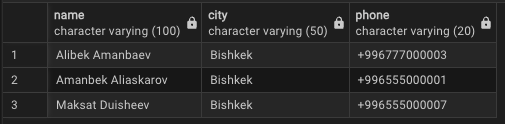 name city phone
character varying (100) character varying (50) character varying (20)
1 Alibek Amanbaev Bishkek +996777000003
2 Amanbek Aliaskarov Bishkek +996555000001
3 Maksat Duisheev Bishkek +996555000007